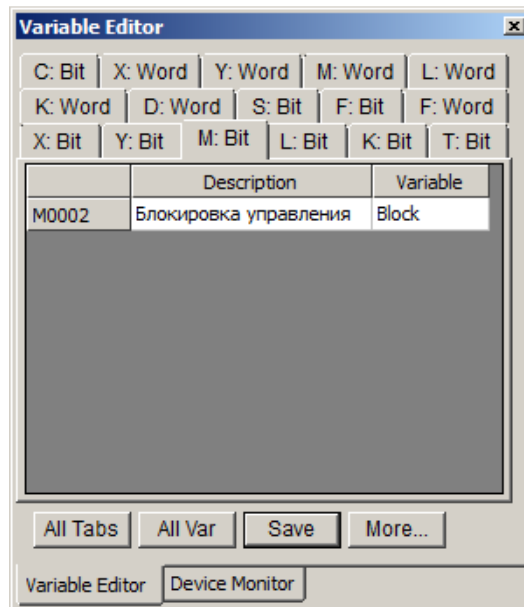 Variable Editor
C: Bit X: Word Y: Word M: Word L: Word
K: Word D: Word S: Bit F: Bit F: Word
X: Bit Y: Bit M: Bit L: Bit K: Bit T: Bit
Description Variable
M0002 Блокировка управления Block
All Tabs All Var Save More...
Variable Editor Device Monitor